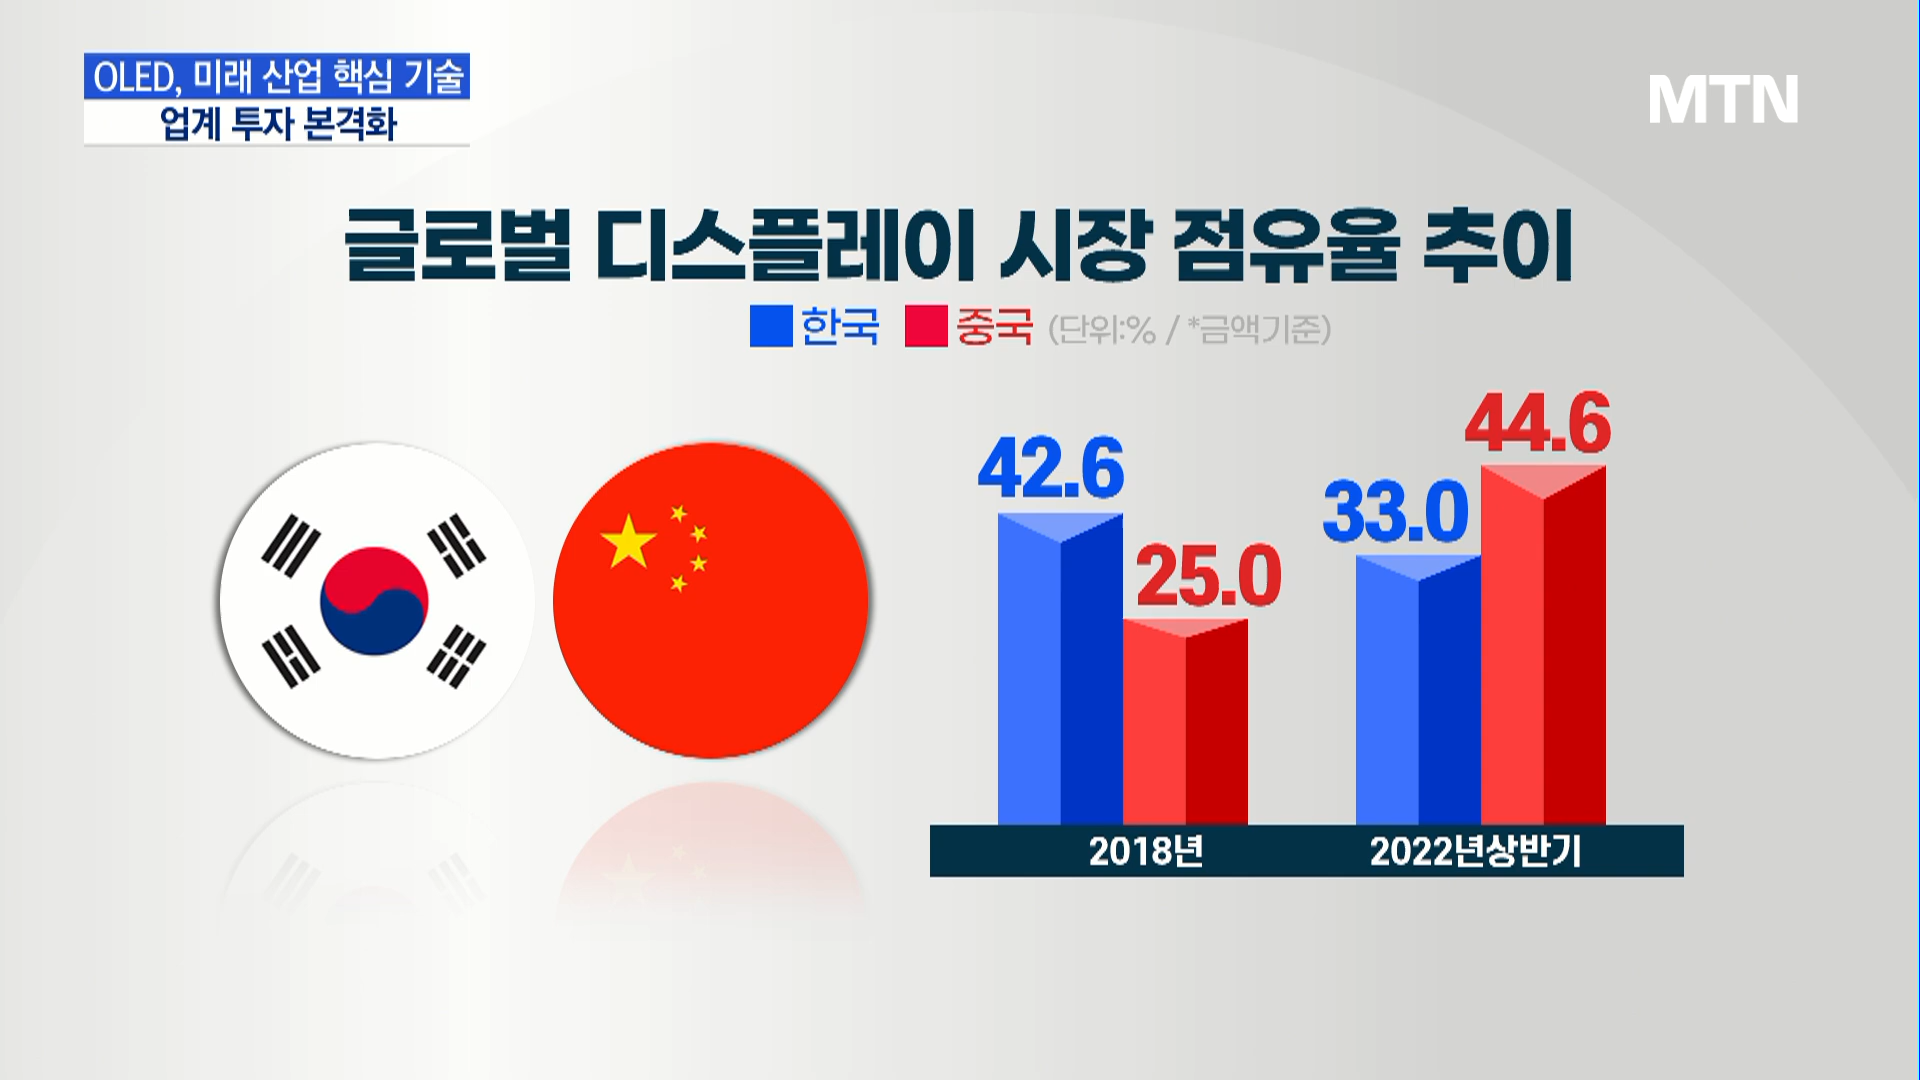 OLED, 미래 산업 핵심 기술
업계 투자 본격화
MTN
글로벌 디스플레이 시장 점유율 추이
한국 중국 (단위:% / *금액기준)
42.6 25.0 33.0 44.6
2018년 2022년상반기